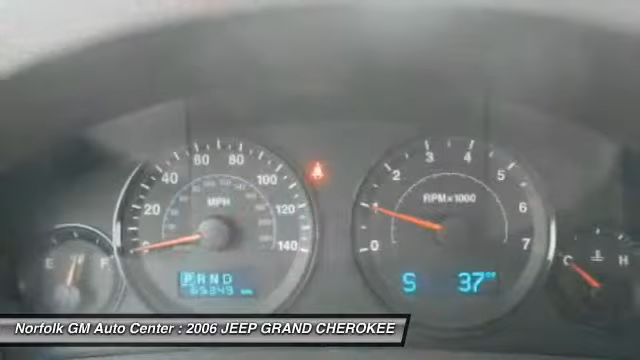 60 80
40 100
20 MPH 120
0 140
E F
P R N D
3 4
2 5
RPM×1000
1 6
0 7
S 37°F
C H
Norfolk GM Auto Center : 2006 JEEP GRAND CHEROKEE